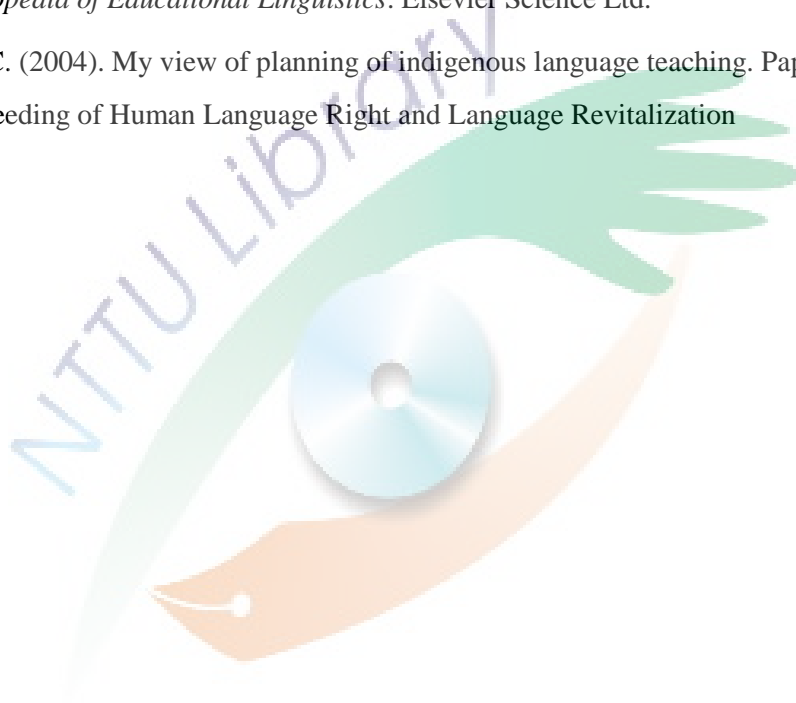 pedia of Educational Linguistics. Elsevier Science Ltd.
C. (2004). My view of planning of indigenous language teaching. Pap
eeding of Human Language Right and Language Revitalization
NTTU Library